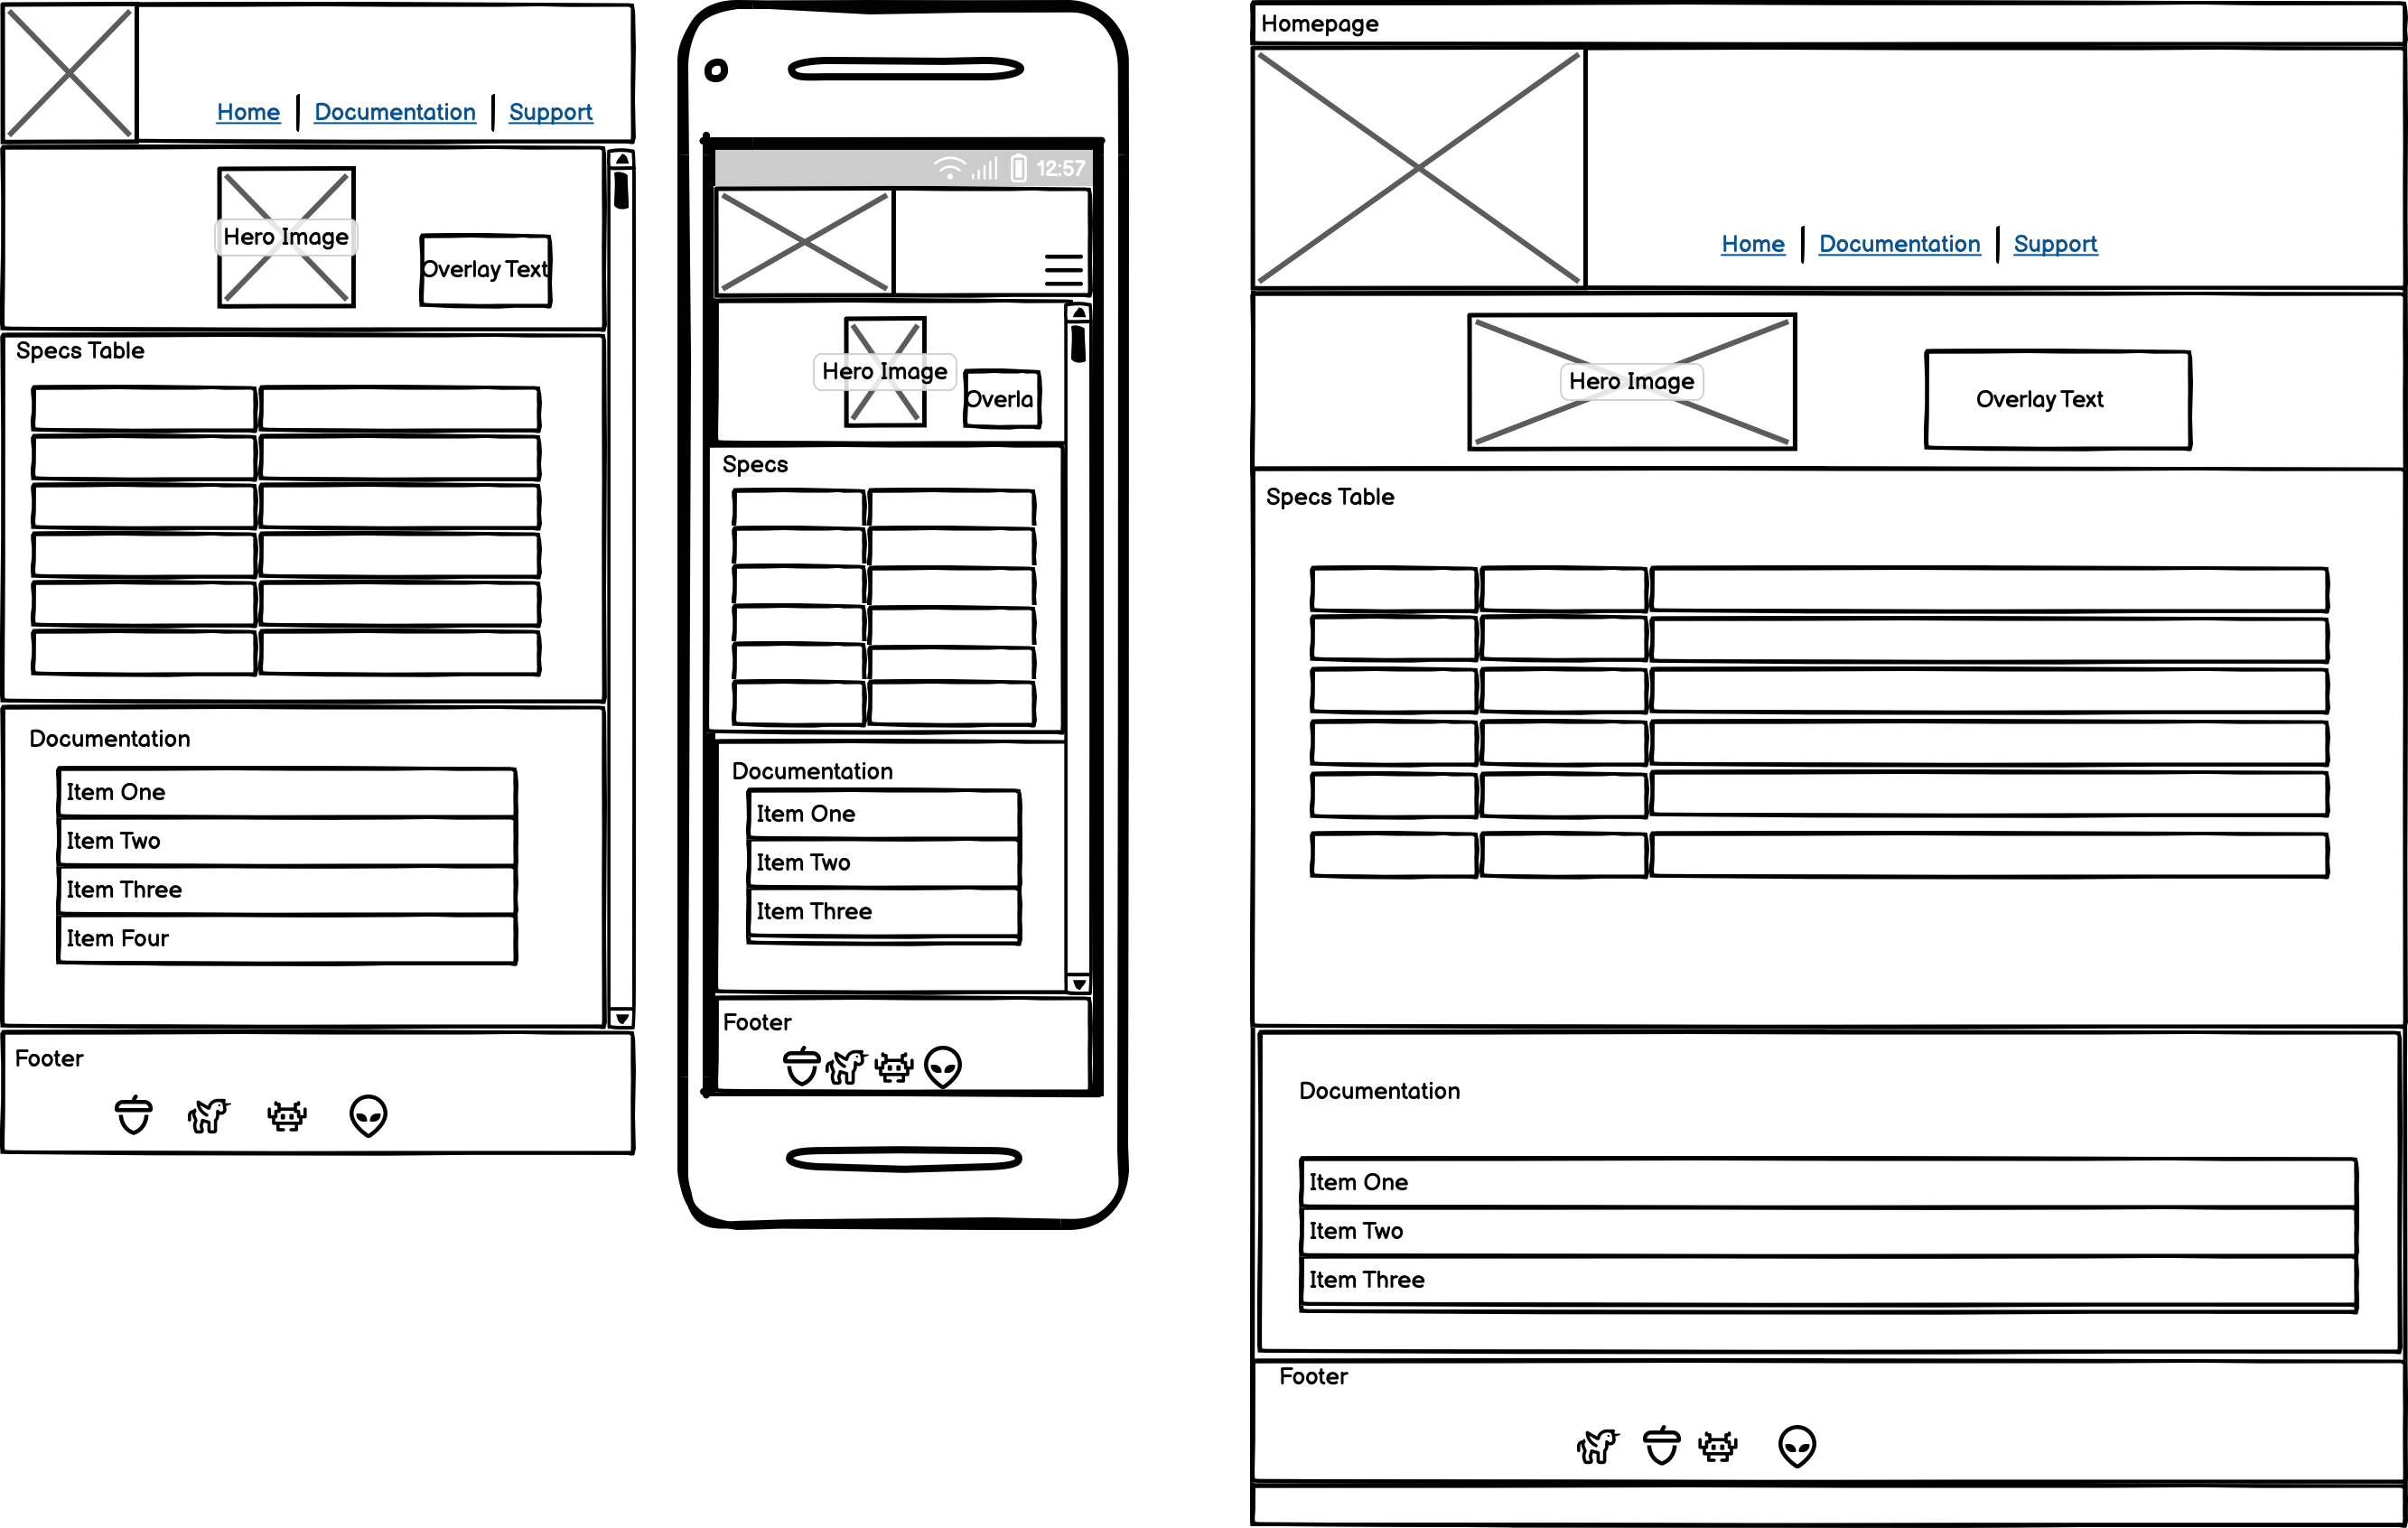 Home | Documentation | Support
Hero Image
Overlay Text
Specs Table
Documentation
Item One
Item Two
Item Three
Item Four
Footer
12:57
Hero Image
Overla
Specs
Documentation
Item One
Item Two
Item Three
Footer
Homepage
Home | Documentation | Support
Hero Image
Overlay Text
Specs Table
Documentation
Item One
Item Two
Item Three
Footer